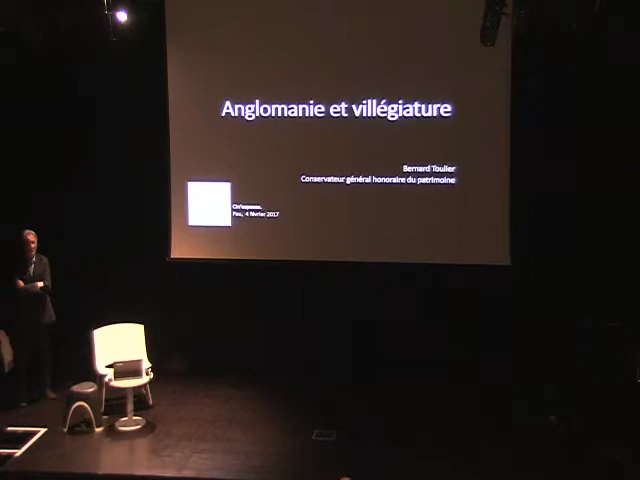 Anglomanie et villégiature
Bernard Toulier
Conservateur général honoraire du patrimoine
Pau, 4 février 2017